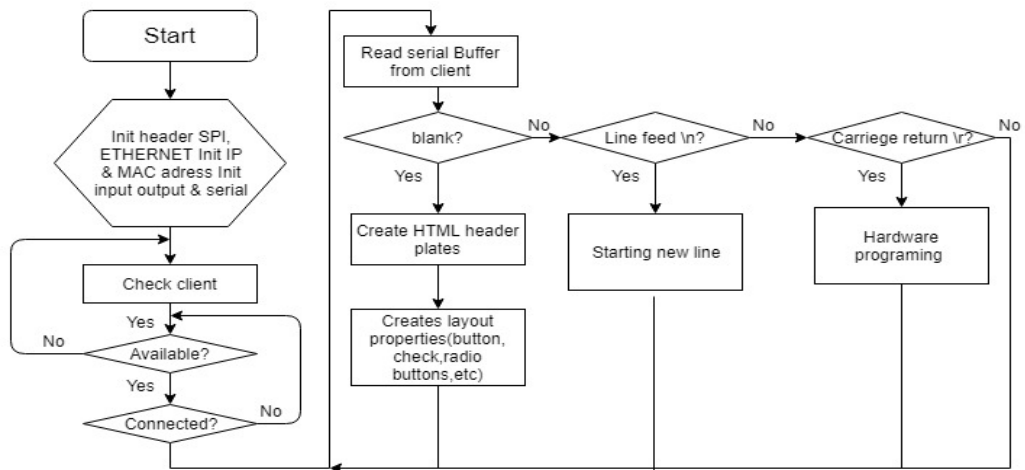 Start
Init header SPI,
ETHERNET Init IP
& MAC adress Init
input output & serial
Check client
Yes
No
Available?
Yes
Connected?
No
Read serial Buffer
from client
blank?
No
Yes
Create HTML header
plates
Creates layout
properties(button,
check,radio
buttons,etc)
Line feed \n?
No
Yes
Starting new line
Carriege return \r?
No
Yes
Hardware
programing